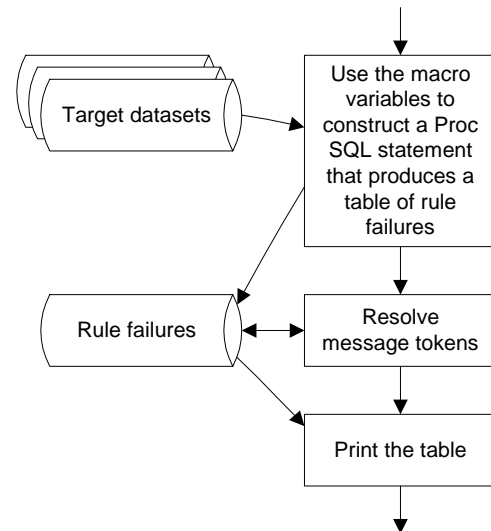 Target datasets
Use the macro
variables to
construct a Proc
SQL statement
that produces a
table of rule
failures
Rule failures
Resolve
message tokens
Print the table